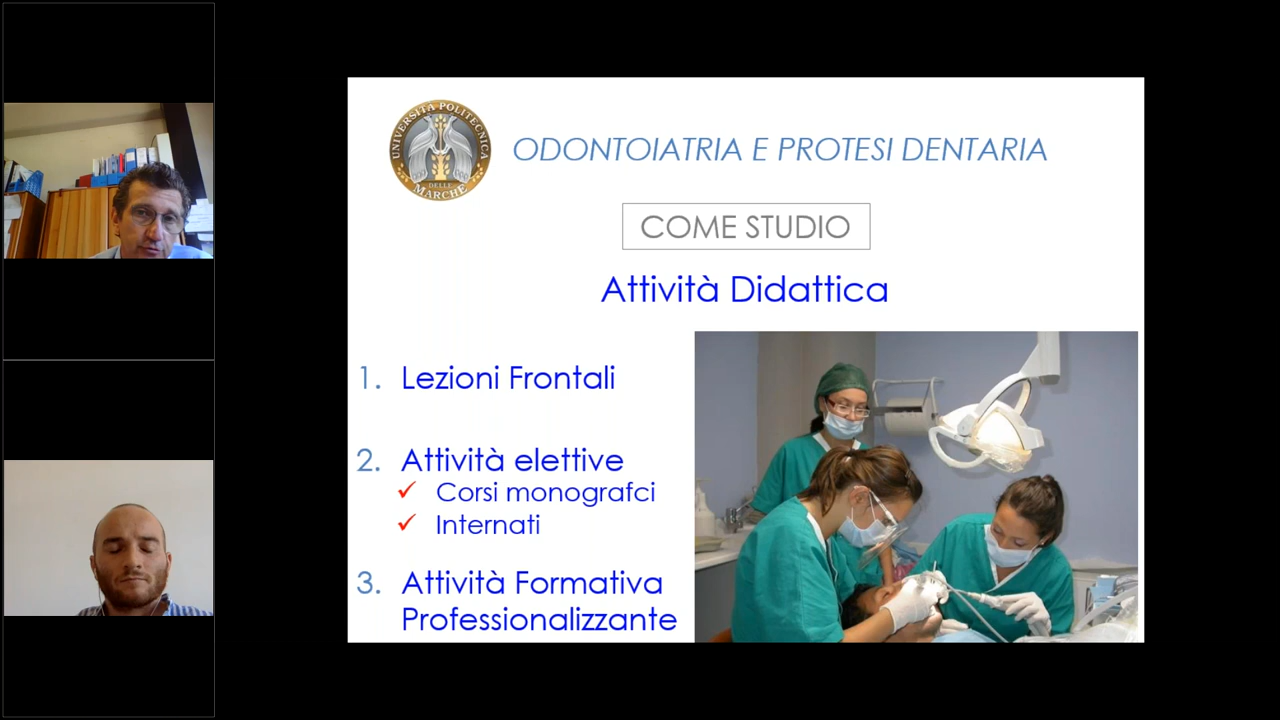 UNIVERSITÀ POLITECNICA
DELLE
MARCHE
ODONTOIATRIA E PROTESI DENTARIA
COME STUDIO
Attività Didattica
1. Lezioni Frontali
2. Attività elettive
✓ Corsi monografci
✓ Internati
3. Attività Formativa
Professionalizzante